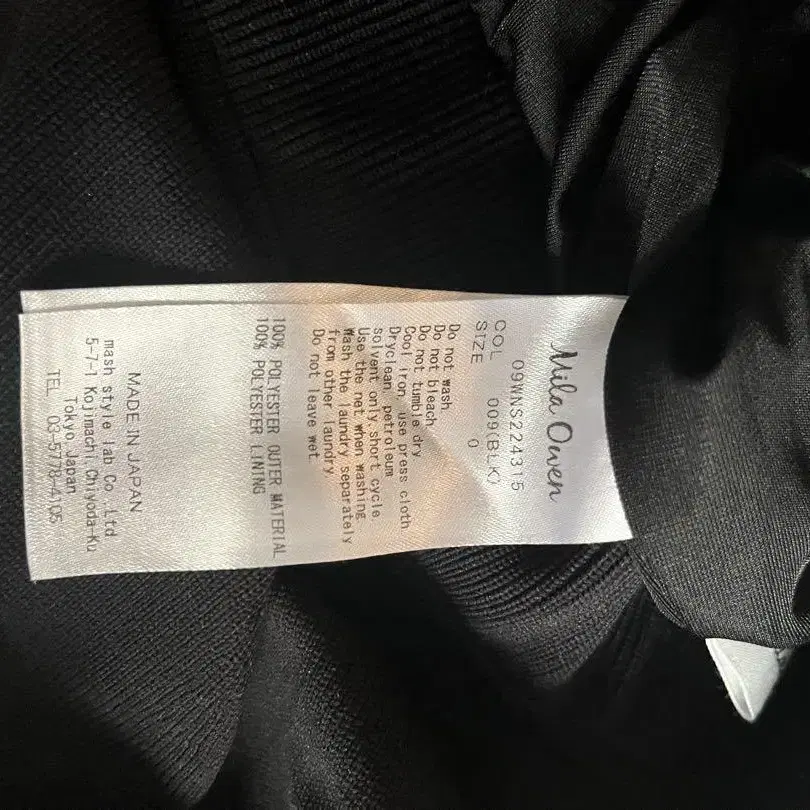 Mila Owen
09WNS224315
COL 009(BLK)
SIZE 0
Do not wash
Do not bleach
Do not tumble dry
Cool iron, use press cloth
Dryclean, petroleum
solvent only, short cycle.
Use the net when washing.
Wash the laundry separately
from other laundry
Do not leave wet.
100% POLYESTER OUTER MATERIAL
100% POLYESTER LINING
MADE IN JAPAN
mash style lab Co.,Ltd
5-7-1 Kojimachi,Chiyoda-Ku
Tokyo,Japan
TEL 03-5778-4105